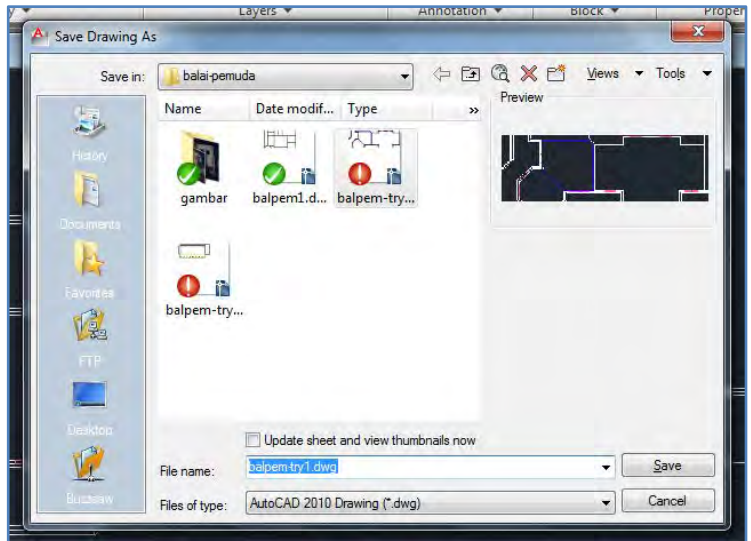 Layers ▼ Annotation ▼ Block ▼ Proper
Save Drawing As
Save in: balai-pemuda Views Tools
Name Date modif... Type »
Preview
History
gambar balpem1.d... balpem-try...
Documents
Favorites
balpem-try...
FTP
Desktop
Update sheet and view thumbnails now
File name: balpem-try1.dwg Save
Buzzsaw
Files of type: AutoCAD 2010 Drawing (*.dwg) Cancel